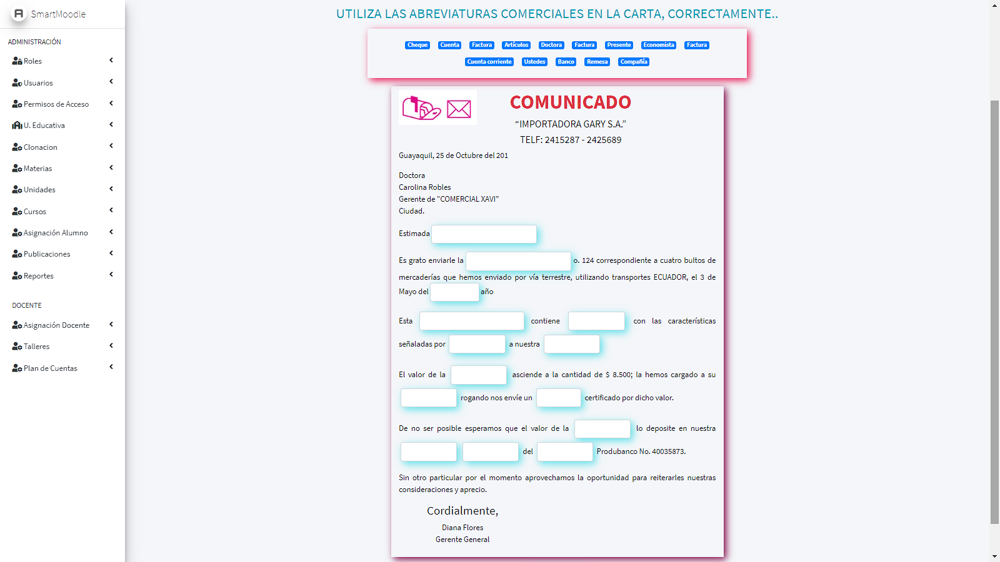 SmartMoodle
ADMINISTRACIÓN
Roles
Usuarios
Permisos de Acceso
U. Educativa
Clonacion
Materias
Unidades
Cursos
Asignación Alumno
Publicaciones
Reportes
DOCENTE
Asignación Docente
Talleres
Plan de Cuentas
UTILIZA LAS ABREVIATURAS COMERCIALES EN LA CARTA, CORRECTAMENTE..
Cheque Cuenta Factura Artículos Doctora Factura Presente Economista Factura
Cuenta corriente Ustedes Banco Remesa Compañía
COMUNICADO
“IMPORTADORA GARY S.A.”
TELF: 2415287 - 2425689
Guayaquil, 25 de Octubre del 201
Doctora
Carolina Robles
Gerente de "COMERCIAL XAVI”
Ciudad.
Estimada
Es grato enviarle la o. 124 correspondiente a cuatro bultos de
mercaderías que hemos enviado por vía terrestre, utilizando transportes ECUADOR, el 3 de
Mayo del año
Esta contiene con las características
señaladas por a nuestra
El valor de la asciende a la cantidad de $ 8.500; la hemos cargado a su
rogando nos envíe un certificado por dicho valor.
De no ser posible esperamos que el valor de la lo deposite en nuestra
del Produbanco No. 40035873.
Sin otro particular por el momento aprovechamos la oportunidad para reiterarles nuestras
consideraciones y aprecio.
Cordialmente,
Diana Flores
Gerente General